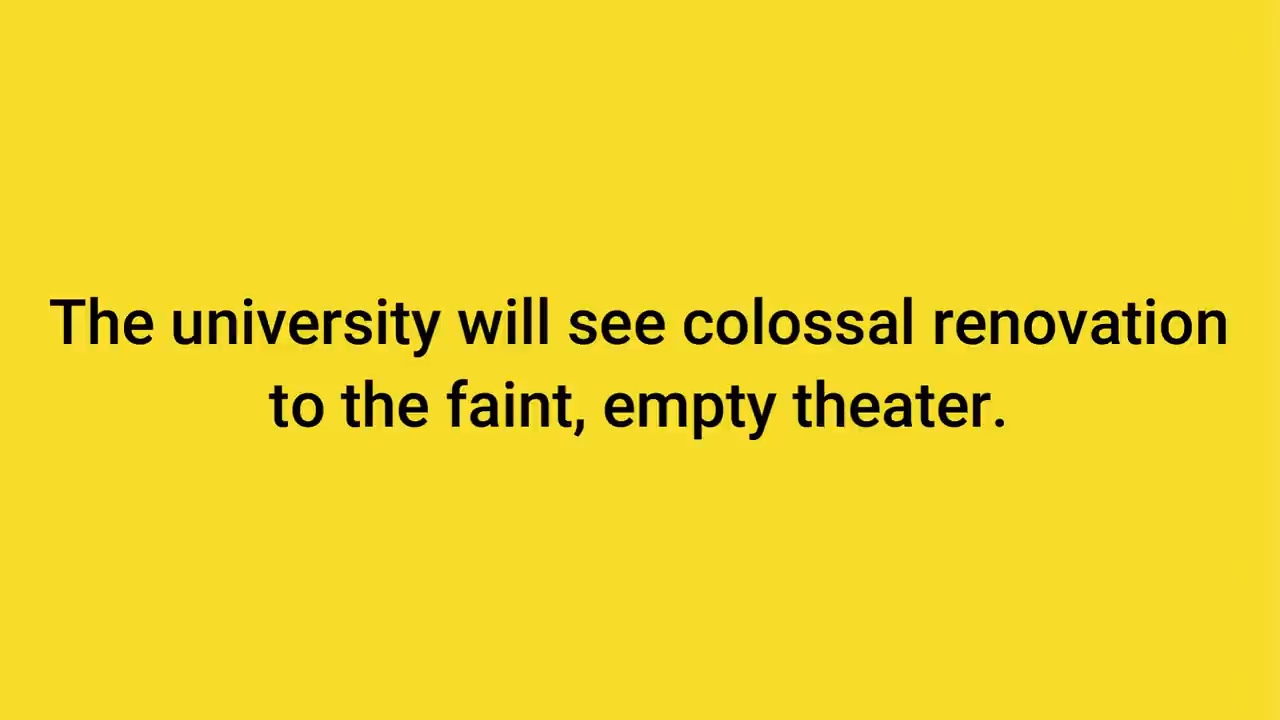 The university will see colossal renovation
to the faint, empty theater.